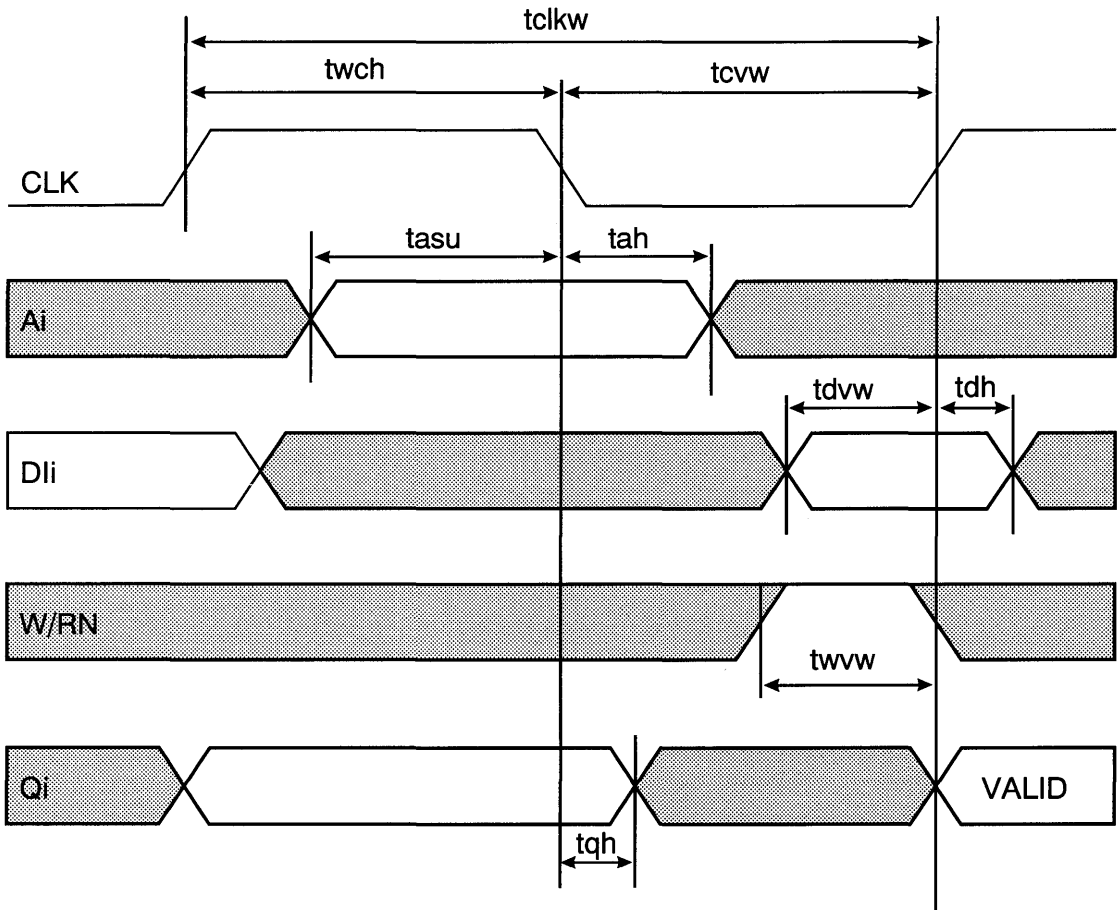 tclkw
twch
tcvw
CLK
tasu
tah
Ai
tdvw
tdh
DIi
W/RN
twvw
Qi
VALID
tqh